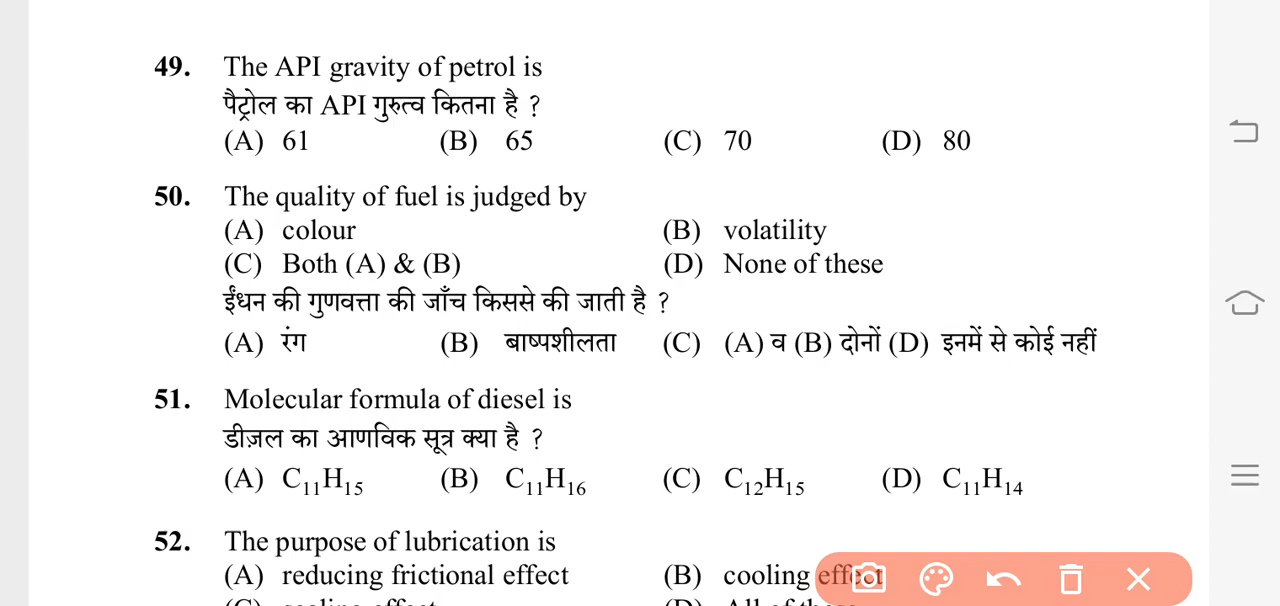 49. The API gravity of petrol is
पैट्रोल का API गुरुत्व कितना है ?
(A) 61 (B) 65 (C) 70 (D) 80
50. The quality of fuel is judged by
(A) colour (B) volatility
(C) Both (A) & (B) (D) None of these
ईंधन की गुणवत्ता की जाँच किससे की जाती है ?
(A) रंग (B) बाष्पशीलता (C) (A) व (B) दोनों (D) इनमें से कोई नहीं
51. Molecular formula of diesel is
डीज़ल का आणविक सूत्र क्या है ?
(A) C₁₁H₁₅ (B) C₁₁H₁₆ (C) C₁₂H₁₅ (D) C₁₁H₁₄
52. The purpose of lubrication is
(A) reducing frictional effect (B) cooling effect